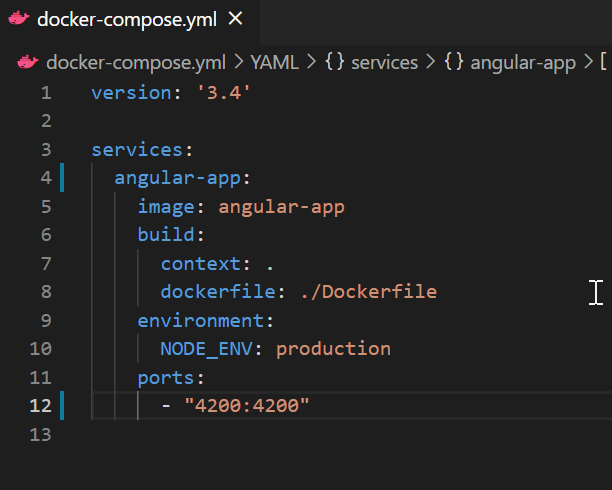 docker-compose.yml ×
docker-compose.yml > YAML > {} services > {} angular-app > [
1 version: '3.4'
2
3 services:
4   angular-app:
5     image: angular-app
6     build:
7       context: .
8       dockerfile: ./Dockerfile
9     environment:
10       NODE_ENV: production
11     ports:
12       - "4200:4200"
13